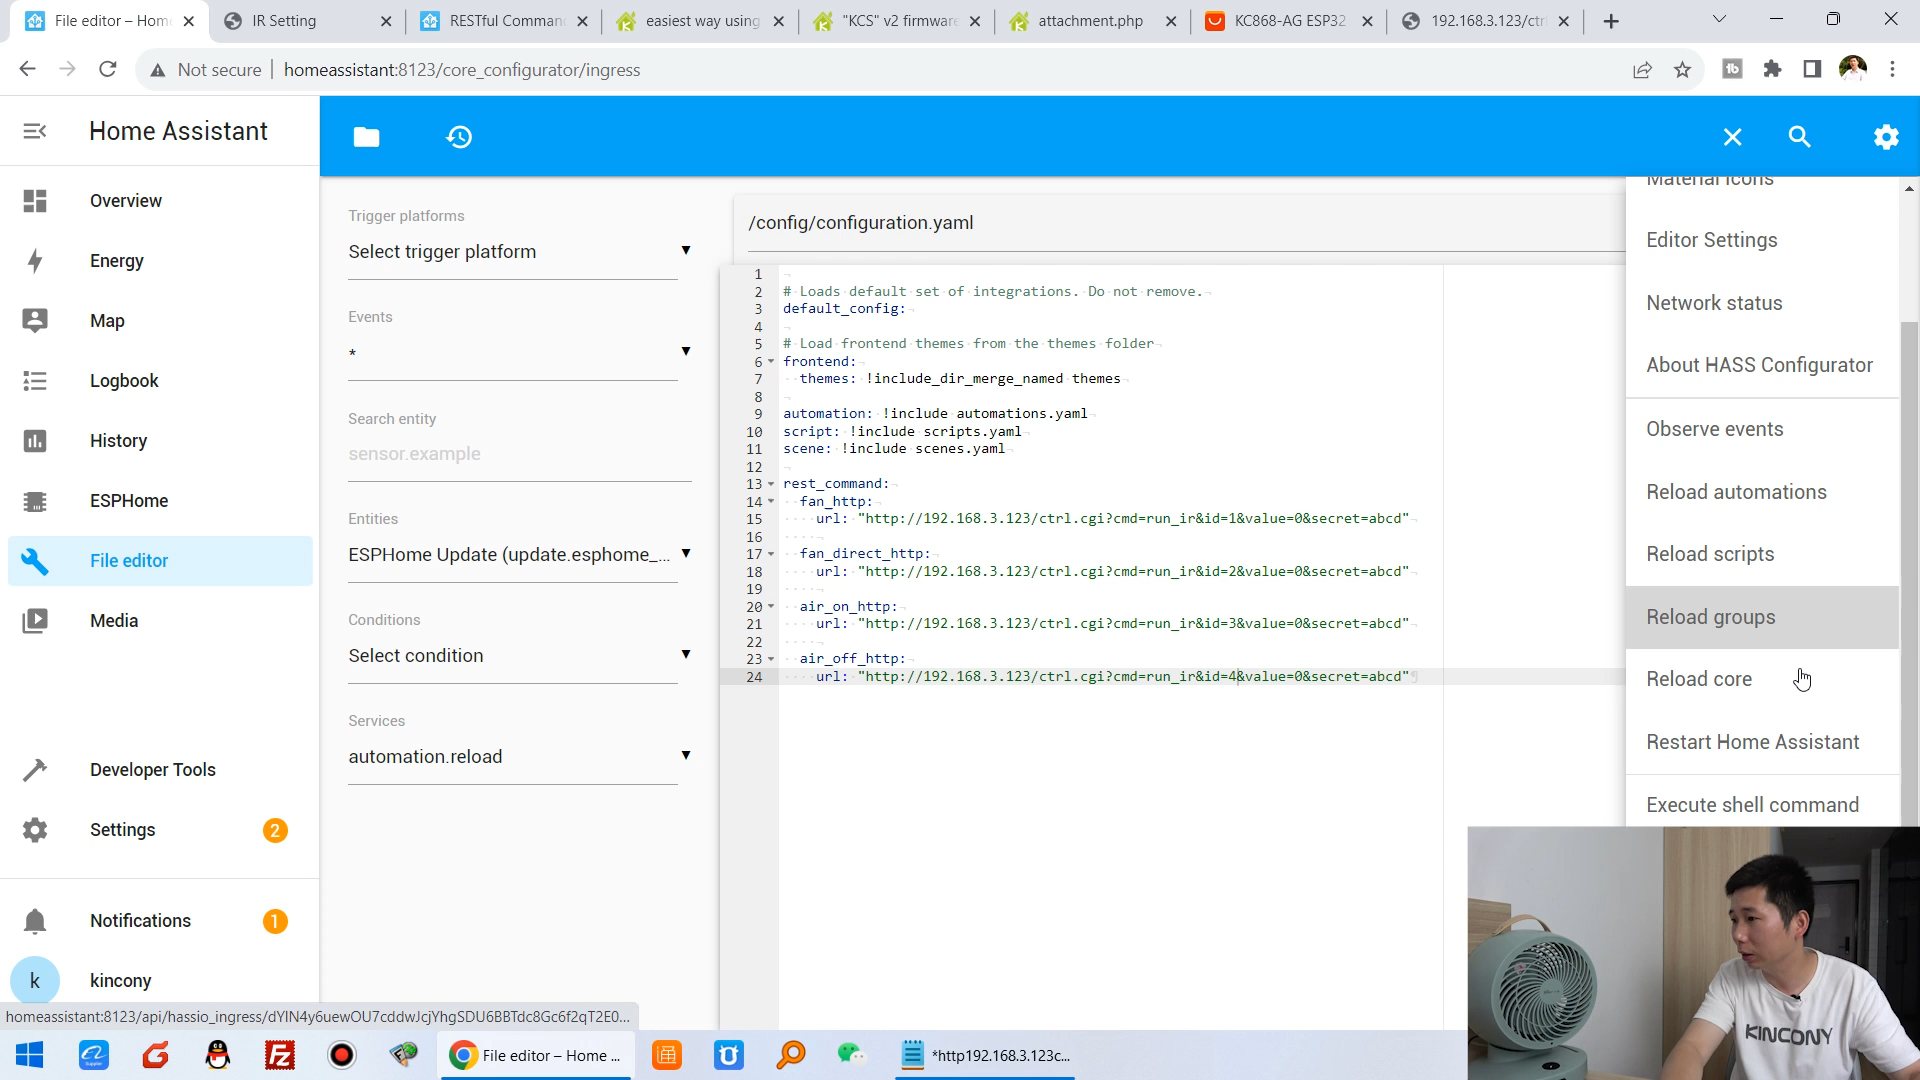 File editor – Hom
IR Setting
RESTful Comman
easiest way using
"KCS" v2 firmware
attachment.php
KC868-AG ESP32
192.168.3.123/ctr
Not secure
homeassistant:8123/core_configurator/ingress
Home Assistant
Overview
Energy
Map
Logbook
History
ESPHome
File editor
Media
Developer Tools
Settings
2
Notifications
1
k
kincony
Trigger platforms
Select trigger platform
Events
*
Search entity
sensor.example
Entities
ESPHome Update (update.esphome_...
Conditions
Select condition
Services
automation.reload
/config/configuration.yaml
1
2 # Loads default set of integrations. Do not remove.
3 default_config:
4
5 # Load frontend themes from the themes folder
6 frontend:
7 themes: !include_dir_merge_named themes
8
9 automation: !include automations.yaml
10 script: !include scripts.yaml
11 scene: !include scenes.yaml
12
13 rest_command:
14 fan_http:
15 url: "http://192.168.3.123/ctrl.cgi?cmd=run_ir&id=1&value=0&secret=abcd"
16
17 fan_direct_http:
18 url: "http://192.168.3.123/ctrl.cgi?cmd=run_ir&id=2&value=0&secret=abcd"
19
20 air_on_http:
21 url: "http://192.168.3.123/ctrl.cgi?cmd=run_ir&id=3&value=0&secret=abcd"
22
23 air_off_http:
24 url: "http://192.168.3.123/ctrl.cgi?cmd=run_ir&id=4&value=0&secret=abcd"
Material Icons
Editor Settings
Network status
About HASS Configurator
Observe events
Reload automations
Reload scripts
Reload groups
Reload core
Restart Home Assistant
Execute shell command
KINCONY
homeassistant:8123/api/hassio_ingress/dYIN4y6uewOU7cddwJcjYhgSDU6BBTdc8Gc6f2qT2E0...
File editor – Home ...
*http192.168.3.123c...